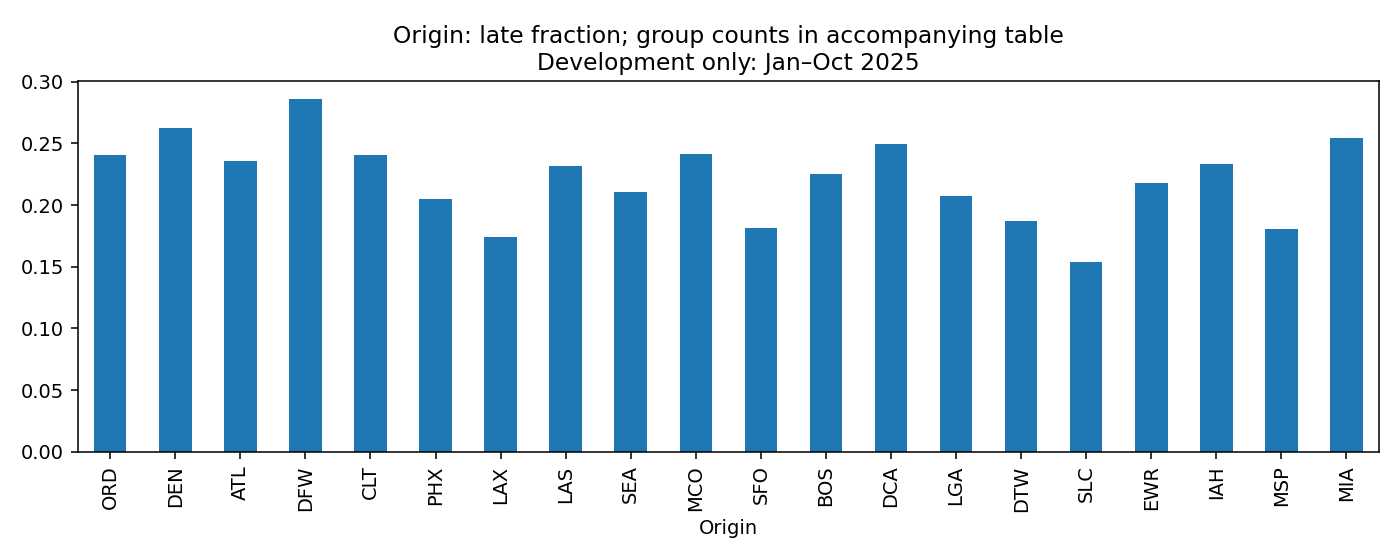 Origin: late fraction; group counts in accompanying table
Development only: Jan–Oct 2025
0.30
0.25
0.20
0.15
0.10
0.05
0.00
ORD DEN ATL DFW CLT PHX LAX LAS SEA MCO SFO BOS DCA LGA DTW SLC EWR IAH MSP MIA
Origin